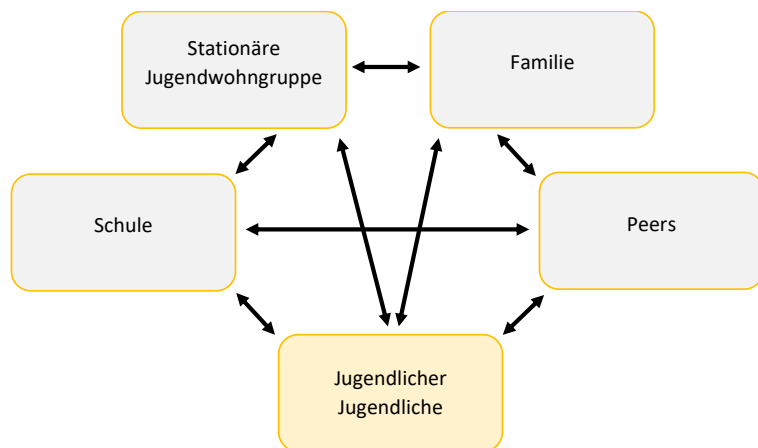 Stationäre
Jugendwohngruppe
Familie
Schule
Peers
Jugendlicher
Jugendliche